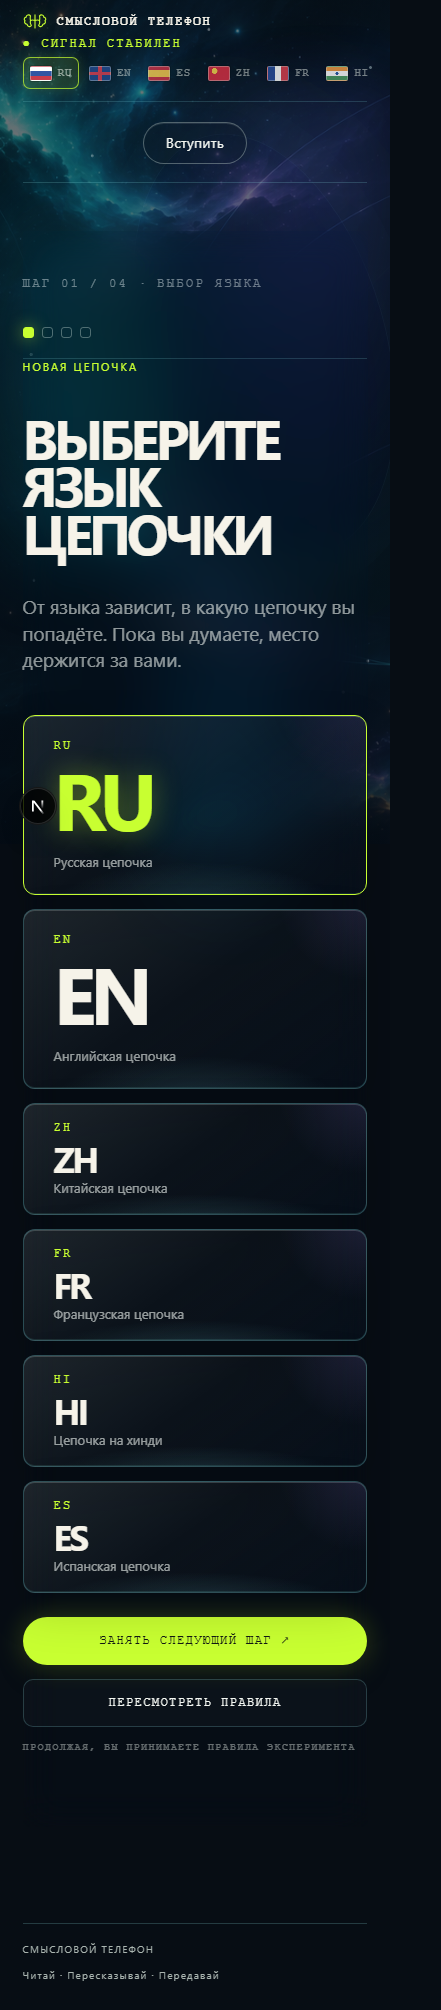 СМЫСЛОВОЙ ТЕЛЕФОН
СИГНАЛ СТАБИЛЕН
RU EN ES ZH FR HI
Вступить
ШАГ 01 / 04 · ВЫБОР ЯЗЫКА
НОВАЯ ЦЕПОЧКА
ВЫБЕРИТЕ
ЯЗЫК
ЦЕПОЧКИ
От языка зависит, в какую цепочку вы
попадёте. Пока вы думаете, место
держится за вами.
RU
RU
Русская цепочка
N
EN
EN
Английская цепочка
ZH
ZH
Китайская цепочка
FR
FR
Французская цепочка
HI
HI
Цепочка на хинди
ES
ES
Испанская цепочка
ЗАНЯТЬ СЛЕДУЮЩИЙ ШАГ ↗
ПЕРЕСМОТРЕТЬ ПРАВИЛА
ПРОДОЛЖАЯ, ВЫ ПРИНИМАЕТЕ ПРАВИЛА ЭКСПЕРИМЕНТА
СМЫСЛОВОЙ ТЕЛЕФОН
Читай · Пересказывай · Передавай